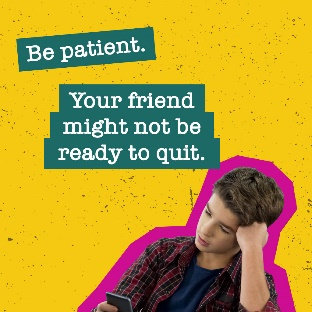 Be patient.
Your friend
might not be
ready to quit.